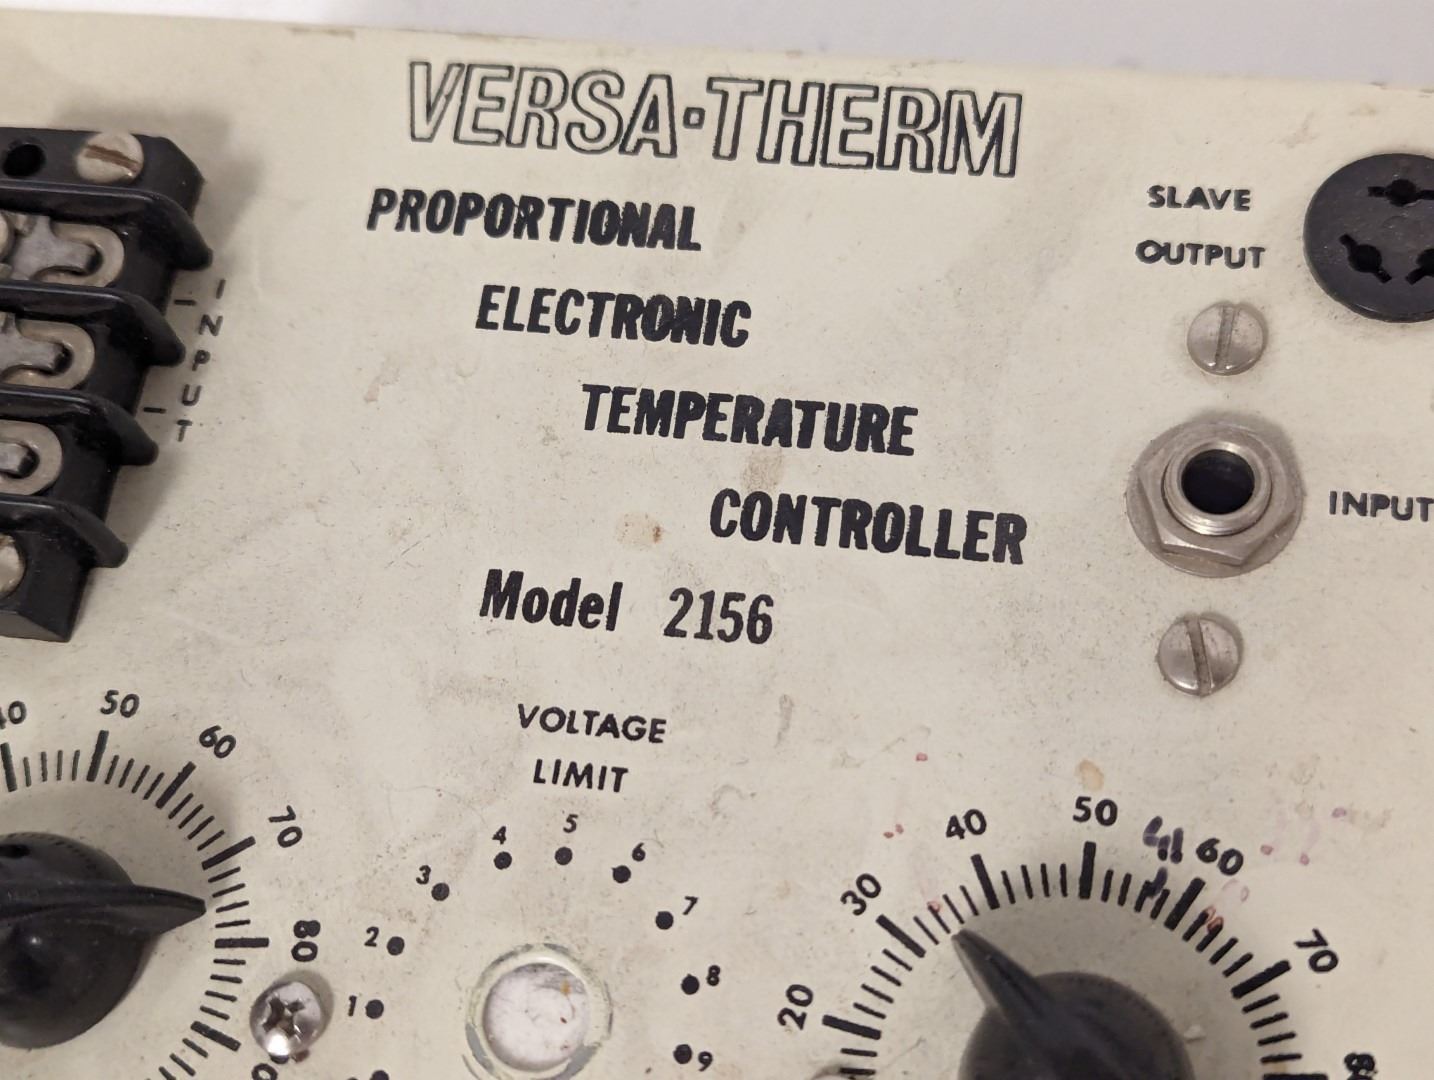 VERSA·THERM
PROPORTIONAL
ELECTRONIC
TEMPERATURE
CONTROLLER
Model 2156
SLAVE
OUTPUT
INPUT
INPUT
VOLTAGE
LIMIT
1
2
3
4
5
6
7
8
9
50
60
70
80
20
30
40
50
60
70